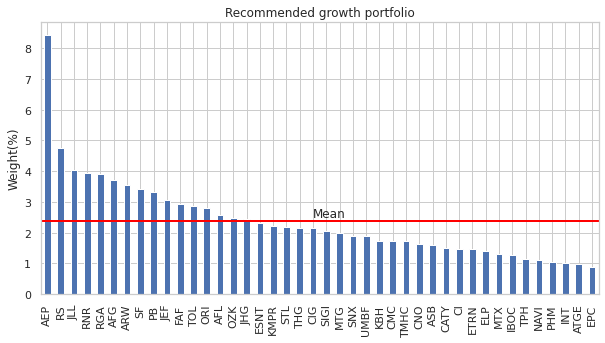 Recommended growth portfolio
Weight(%)
8
7
6
5
4
3
2
1
0
Mean
AEP RS JLL RNR RGA AFG ARW SF PB JEF FAF TOL ORI AFL OZK JHG ESNT KMPR STL THG CIG SIGI MTG SNX UMBF KBH CMC TMHC CNO ASB CATY CI ETRN ELP MTX IBOC TPH NAVI PHM INT ATGE EPC